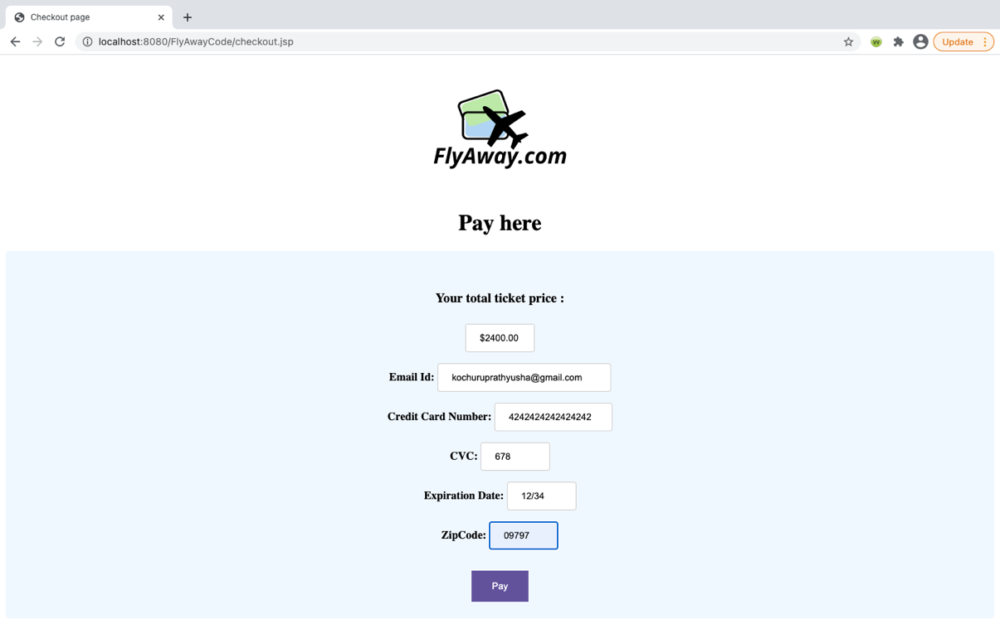 Checkout page
localhost:8080/FlyAwayCode/checkout.jsp
Update
FlyAway.com
Pay here
Your total ticket price :
$2400.00
Email Id: kochuruprathyusha@gmail.com
Credit Card Number: 4242424242424242
CVC: 678
Expiration Date: 12/34
ZipCode: 09797
Pay